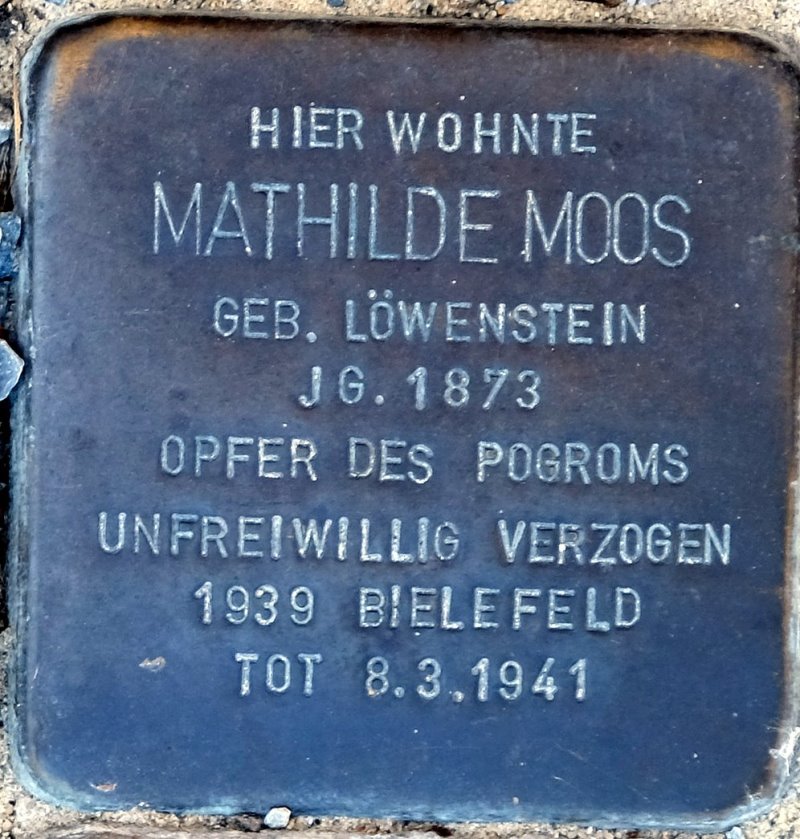 HIER WOHNTE
MATHILDE MOOS
GEB. LÖWENSTEIN
JG. 1873
OPFER DES POGROMS
UNFREIWILLIG VERZOGEN
1939 BIELEFELD
TOT 8.3.1941